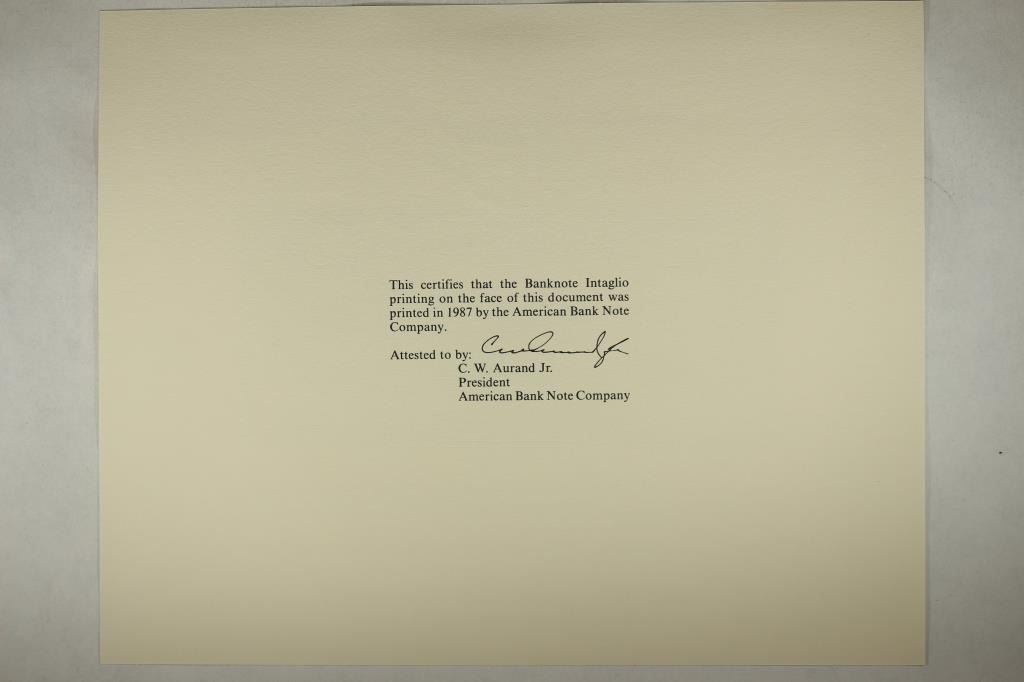 This certifies that the Banknote Intaglio
printing on the face of this document was
printed in 1987 by the American Bank Note
Company.
Attested to by:
C. W. Aurand Jr.
President
American Bank Note Company